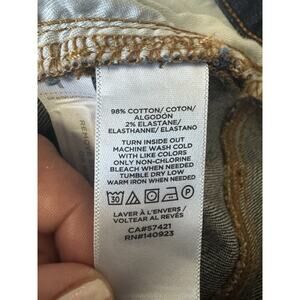 98% COTTON/ COTON/
ALGODÓN
2% ELASTANE/
ELASTHANNE/ ELASTANO
TURN INSIDE OUT
MACHINE WASH COLD
WITH LIKE COLORS
ONLY NON-CHLORINE
BLEACH WHEN NEEDED
TUMBLE DRY LOW
WARM IRON WHEN NEEDED
30
P
LAVER À L'ENVERS /
VOLTEAR AL REVÉS
CA#57421
RN#140923